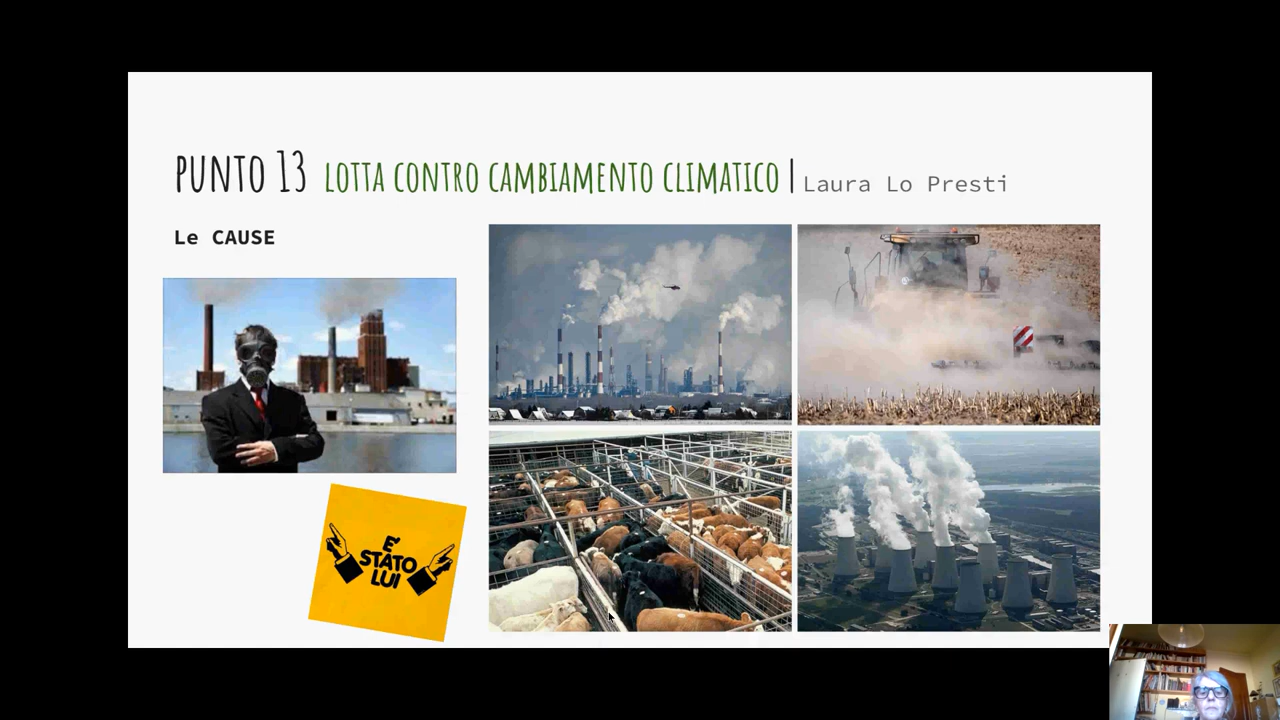 PUNTO 13 LOTTA CONTRO CAMBIAMENTO CLIMATICO | Laura Lo Presti
Le CAUSE
E'
STATO
LUI